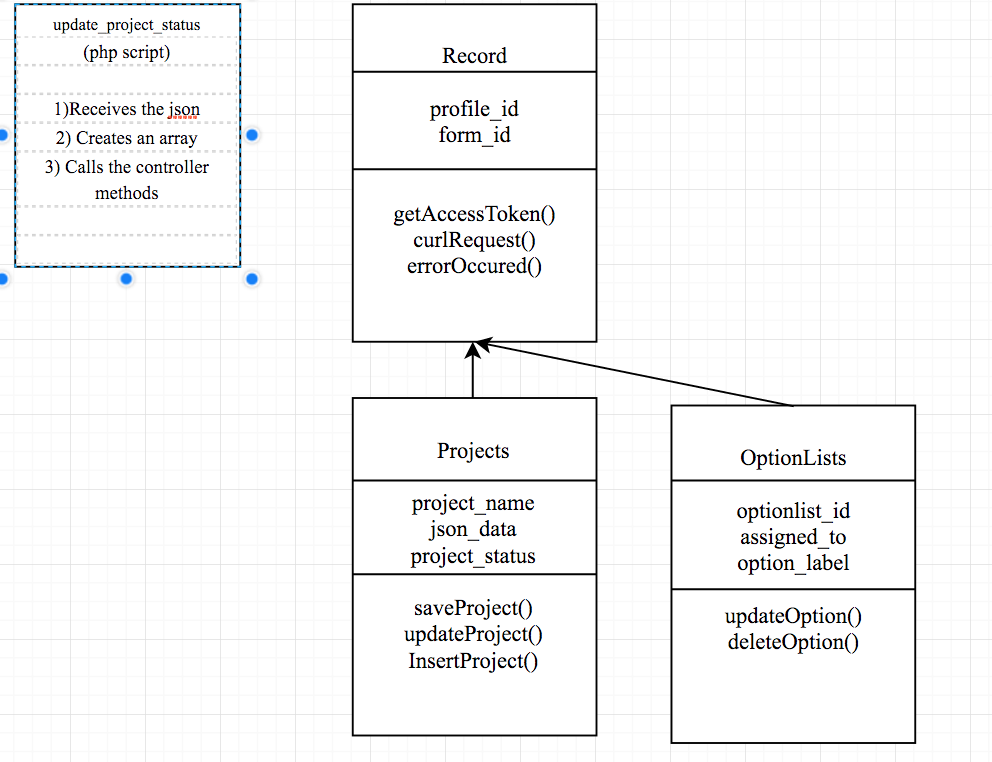 update_project_status
(php script)
1)Receives the json
2) Creates an array
3) Calls the controller
methods
Record
profile_id
form_id
getAccessToken()
curlRequest()
errorOccured()
Projects
project_name
json_data
project_status
saveProject()
updateProject()
InsertProject()
OptionLists
optionlist_id
assigned_to
option_label
updateOption()
deleteOption()